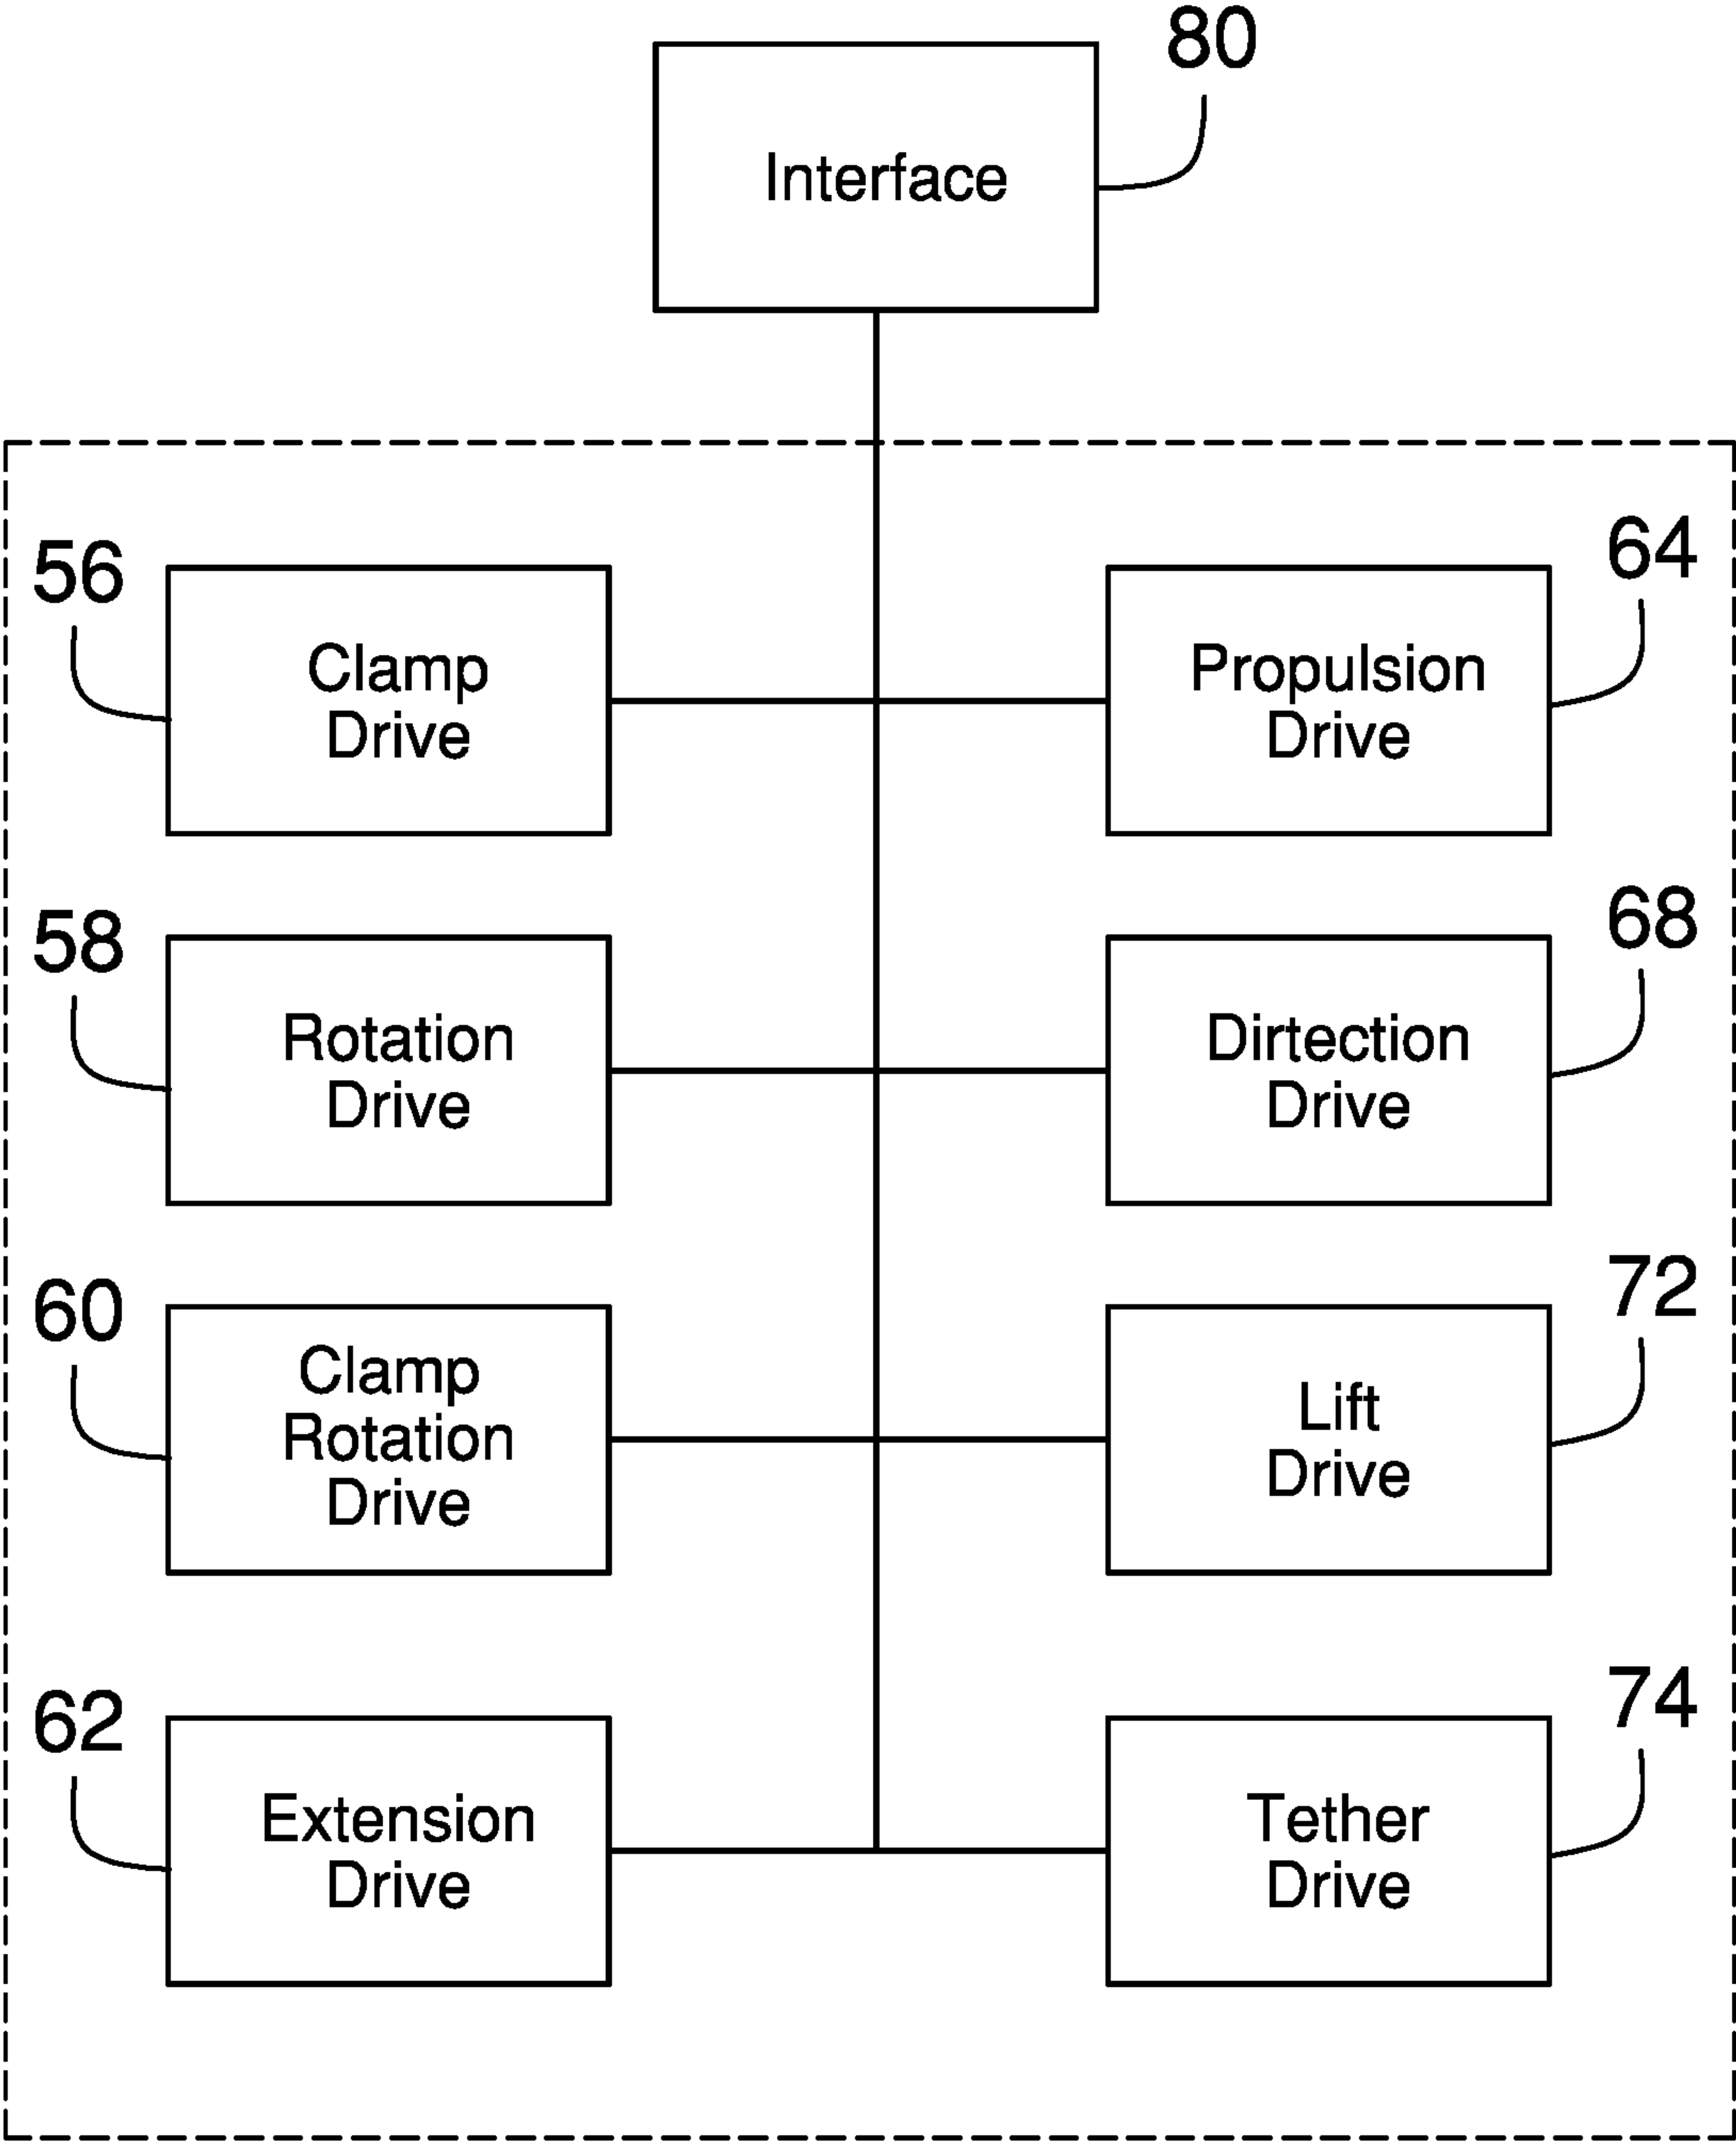 80
Interface
56
Clamp
Drive
64
Propulsion
Drive
58
Rotation
Drive
68
Dirtection
Drive
60
Clamp
Rotation
Drive
72
Lift
Drive
62
Extension
Drive
74
Tether
Drive